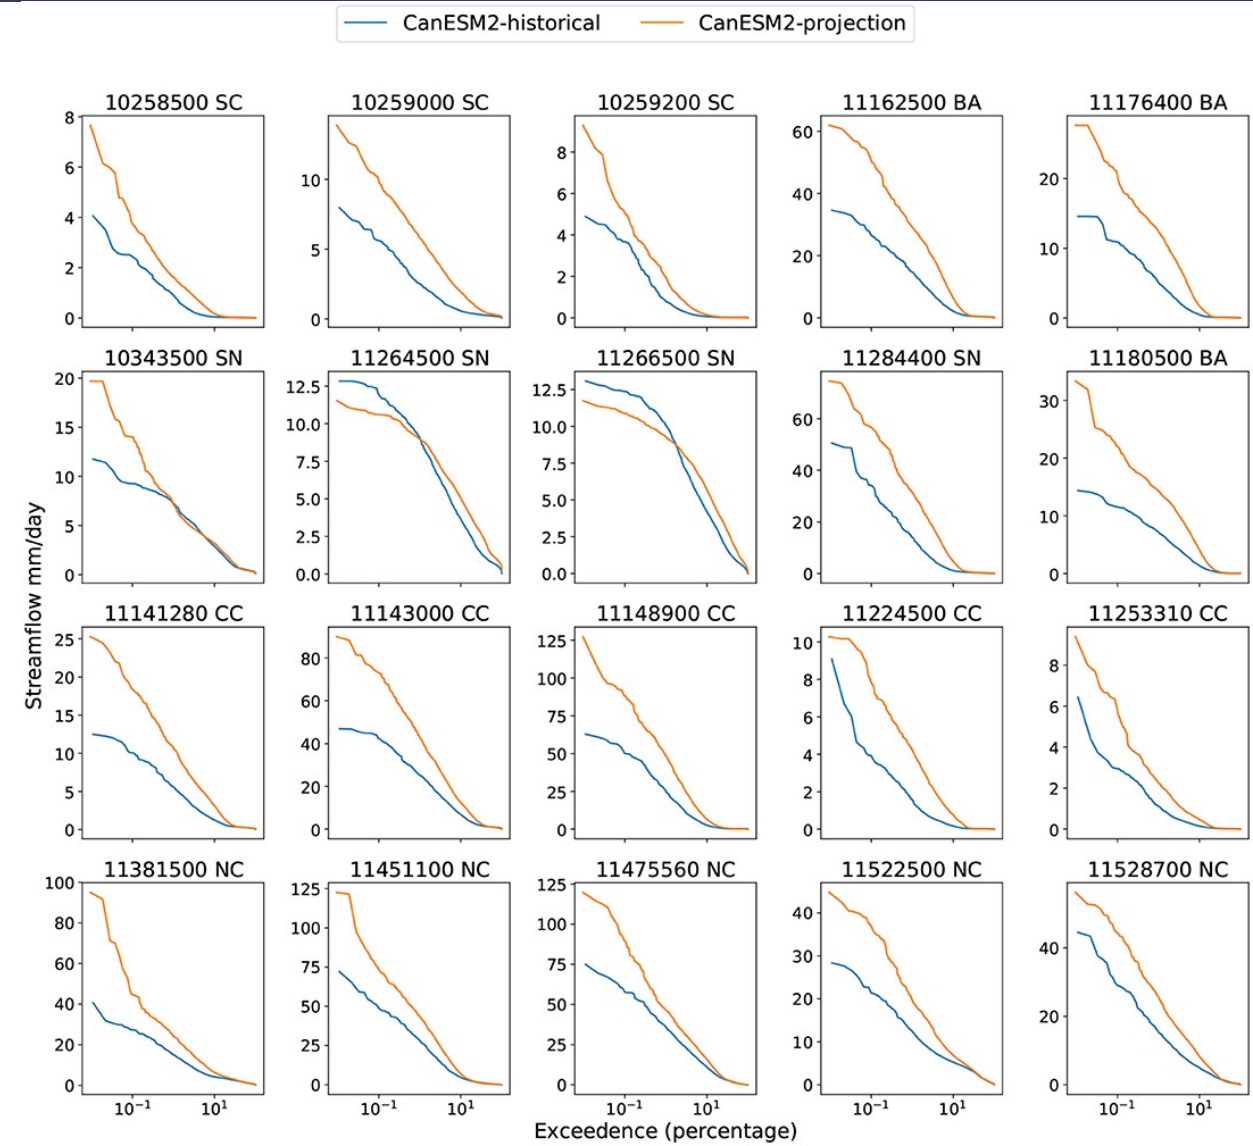 CanESM2-historical CanESM2-projection
10258500 SC 10259000 SC 10259200 SC 11162500 BA 11176400 BA
8 6 4 2 0
10 5 0
8 6 4 2 0
60 40 20 0
20 10 0
10343500 SN 11264500 SN 11266500 SN 11284400 SN 11180500 BA
20 15 10 5 0
12.5 10.0 7.5 5.0 2.5 0.0
12.5 10.0 7.5 5.0 2.5 0.0
60 40 20 0
30 20 10 0
Streamflow mm/day
11141280 CC 11143000 CC 11148900 CC 11224500 CC 11253310 CC
25 20 15 10 5 0
80 60 40 20 0
125 100 75 50 25 0
10 8 6 4 2 0
8 6 4 2 0
11381500 NC 11451100 NC 11475560 NC 11522500 NC 11528700 NC
100 80 60 40 20 0
125 100 75 50 25 0
125 100 75 50 25 0
40 30 20 10 0
40 20 0
10⁻¹ 10¹ 10⁻¹ 10¹ 10⁻¹ 10¹ 10⁻¹ 10¹ 10⁻¹ 10¹
Exceedence (percentage)